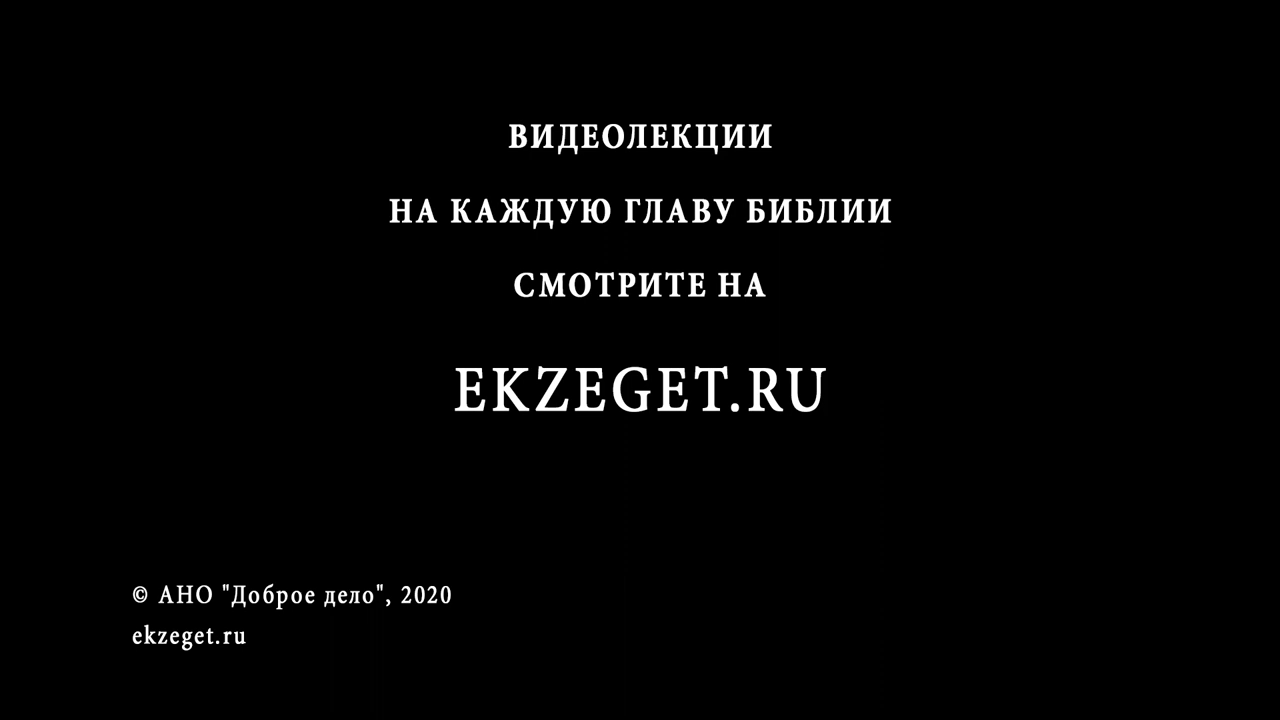 ВИДЕОЛЕКЦИИ
НА КАЖДУЮ ГЛАВУ БИБЛИИ
СМОТРИТЕ НА
EKZEGET.RU
© АНО "Доброе дело", 2020
ekzeget.ru